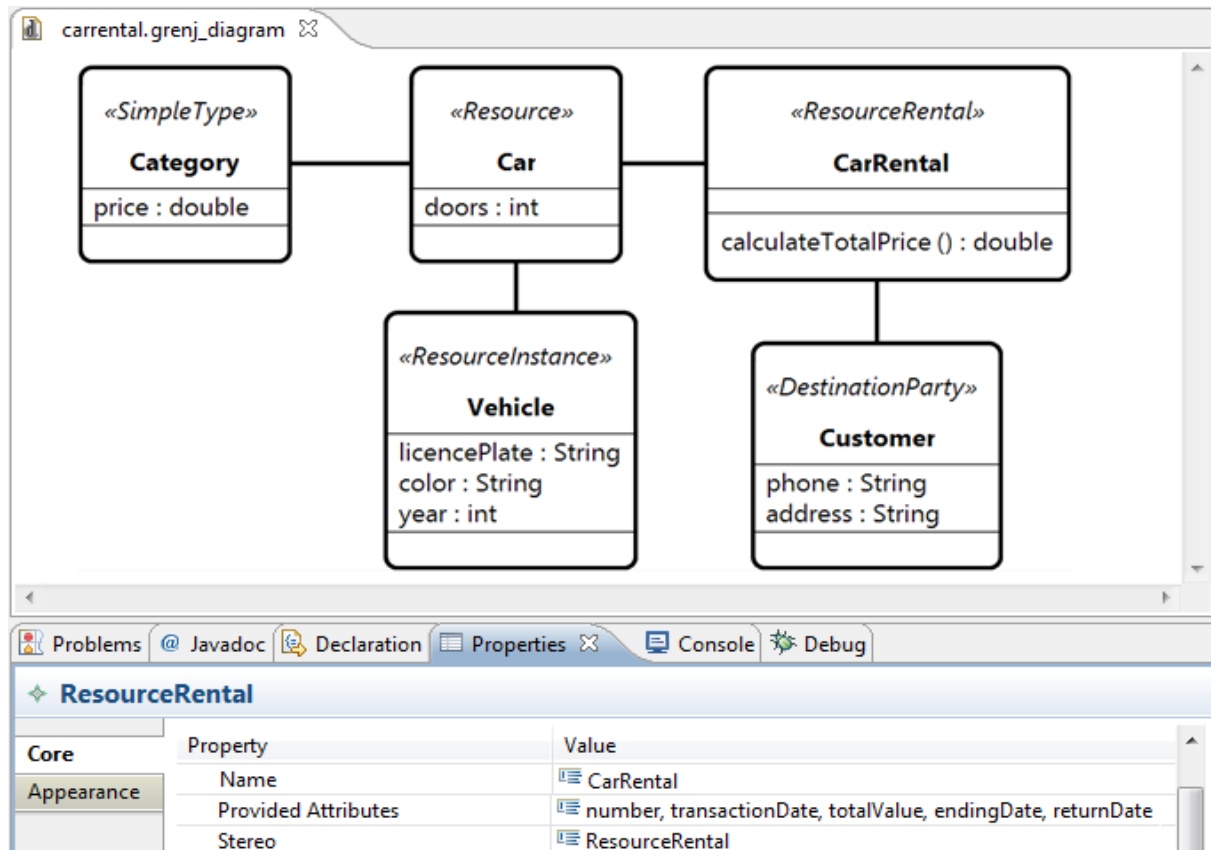 carrental.grenj_diagram
«SimpleType»
Category
price : double
«Resource»
Car
doors : int
«ResourceRental»
CarRental
calculateTotalPrice () : double
«ResourceInstance»
Vehicle
licencePlate : String
color : String
year : int
«DestinationParty»
Customer
phone : String
address : String
Problems @ Javadoc Declaration Properties Console Debug
ResourceRental
Core
Appearance
Property Value
Name CarRental
Provided Attributes number, transactionDate, totalValue, endingDate, returnDate
Stereo ResourceRental